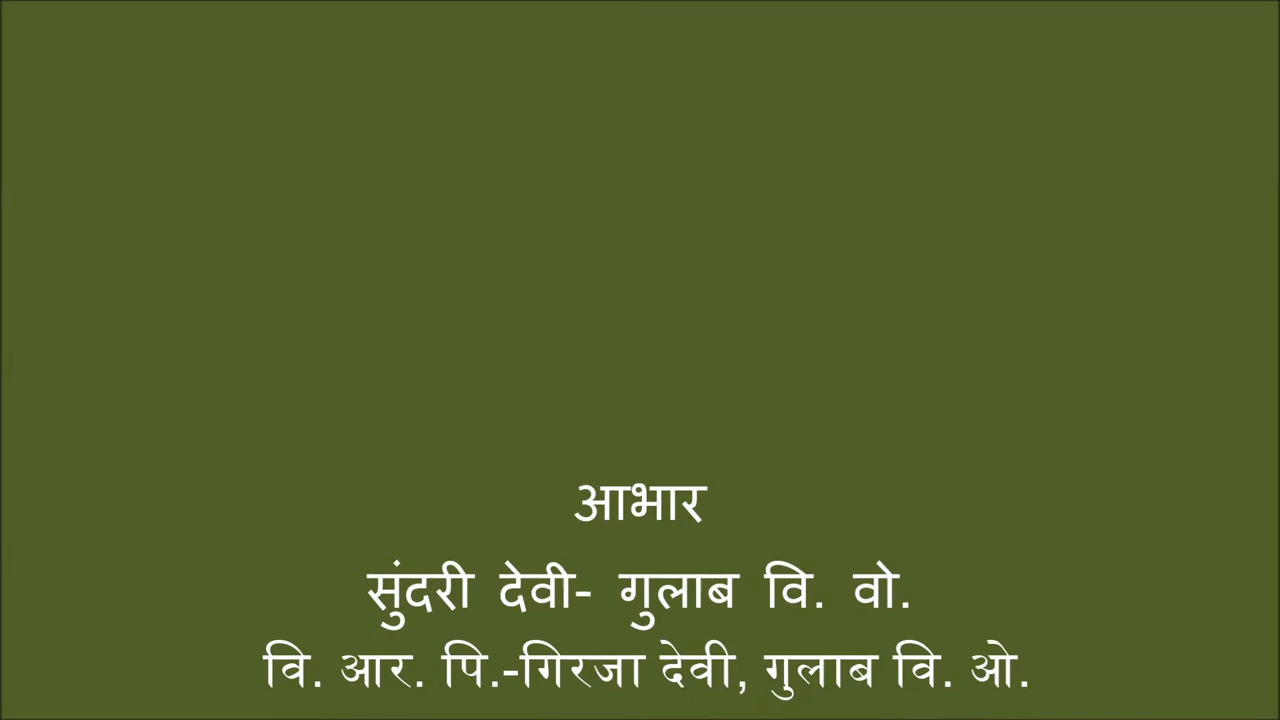 आभार
सुंदरी देवी- गुलाब वि. वो.
वि. आर. पि.-गिरजा देवी, गुलाब वि. ओ.